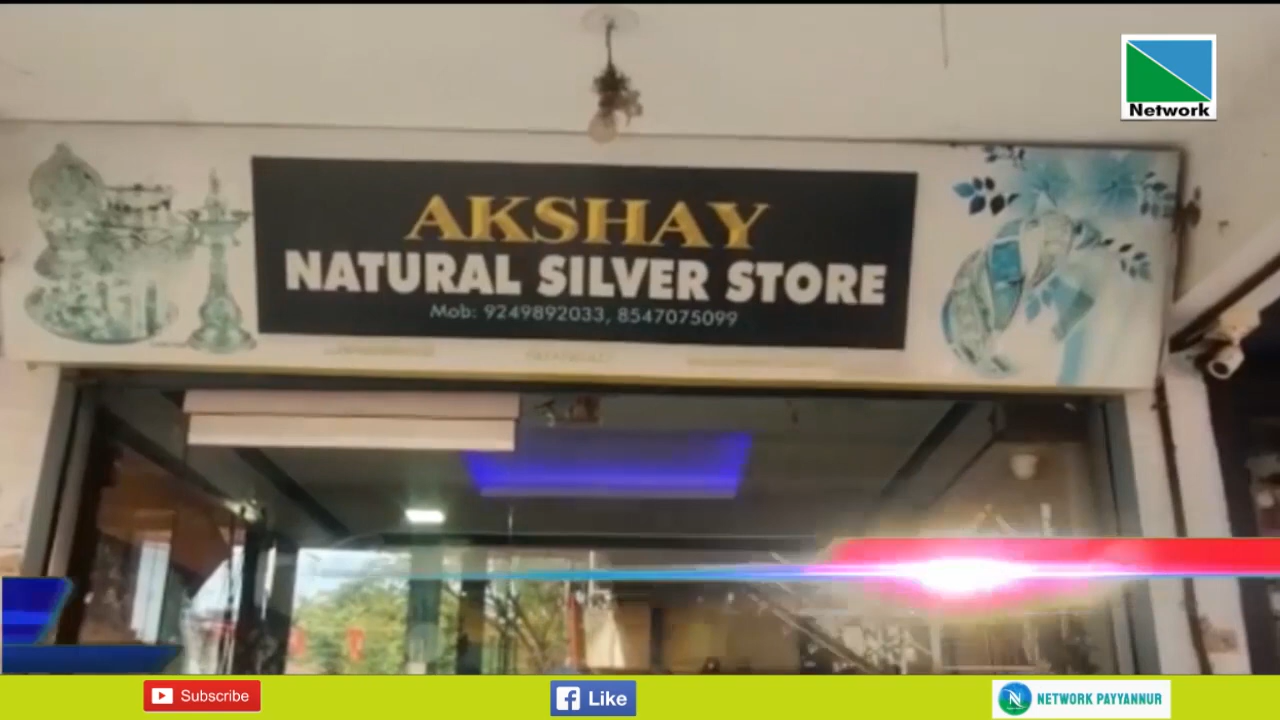 Network
AKSHAY
NATURAL SILVER STORE
Mob: 9249892033, 8547075099
Subscribe
Like
N NETWORK PAYYANNUR